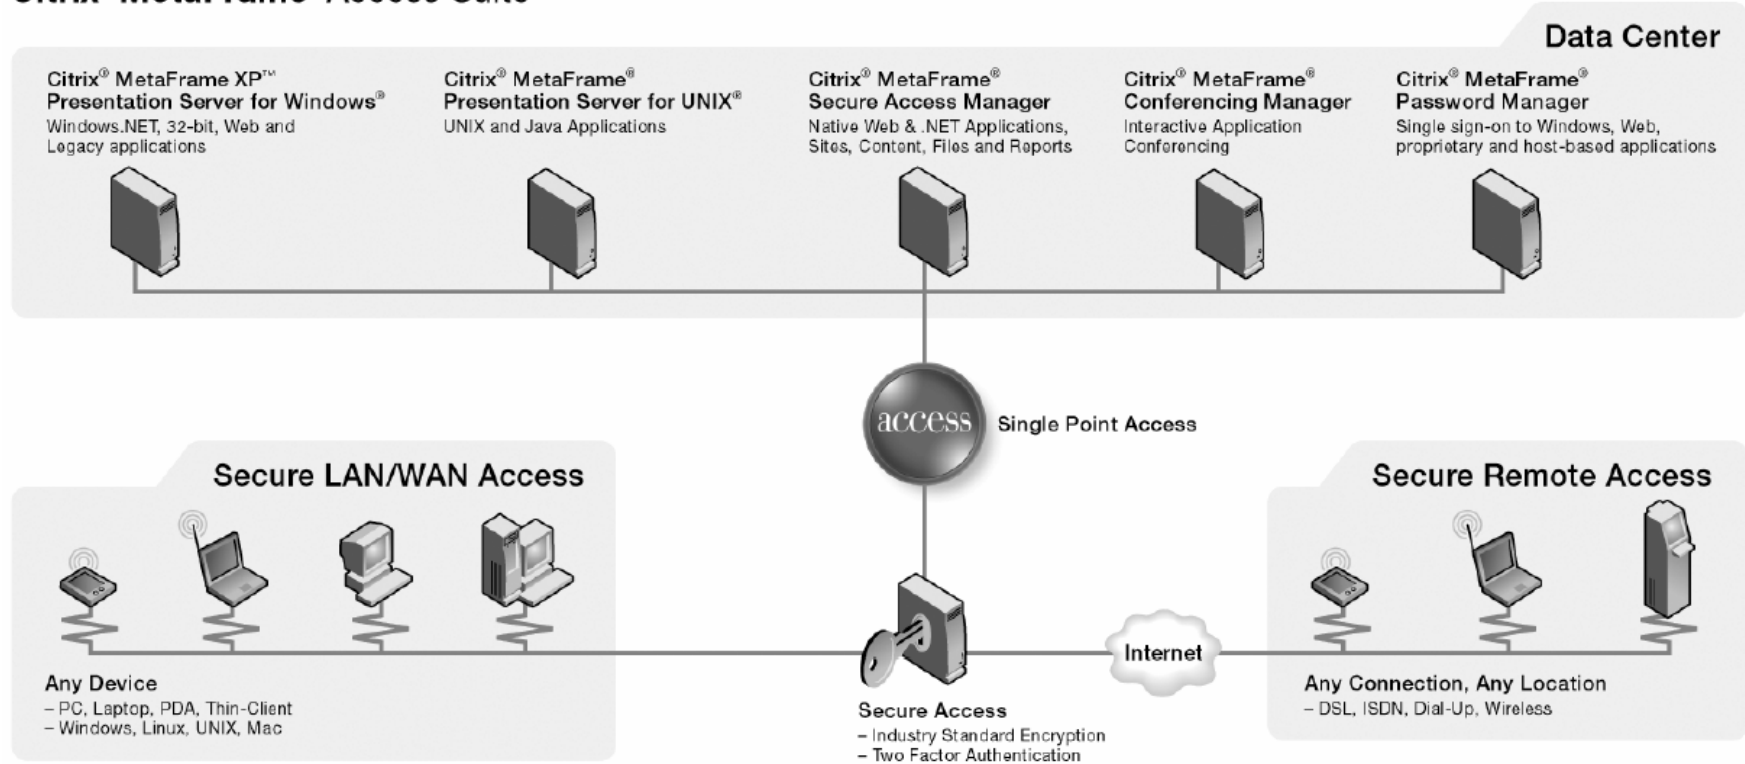 Citrix® MetaFrame® Access Suite
Data Center
Citrix® MetaFrame XP™
Presentation Server for Windows®
Windows.NET, 32-bit, Web and
Legacy applications
Citrix® MetaFrame®
Presentation Server for UNIX®
UNIX and Java Applications
Citrix® MetaFrame®
Secure Access Manager
Native Web & .NET Applications,
Sites, Content, Files and Reports
Citrix® MetaFrame®
Conferencing Manager
Interactive Application
Conferencing
Citrix® MetaFrame®
Password Manager
Single sign-on to Windows, Web,
proprietary and host-based applications
access
Single Point Access
Secure LAN/WAN Access
Secure Remote Access
Internet
Any Device
– PC, Laptop, PDA, Thin-Client
– Windows, Linux, UNIX, Mac
Secure Access
– Industry Standard Encryption
– Two Factor Authentication
Any Connection, Any Location
– DSL, ISDN, Dial-Up, Wireless